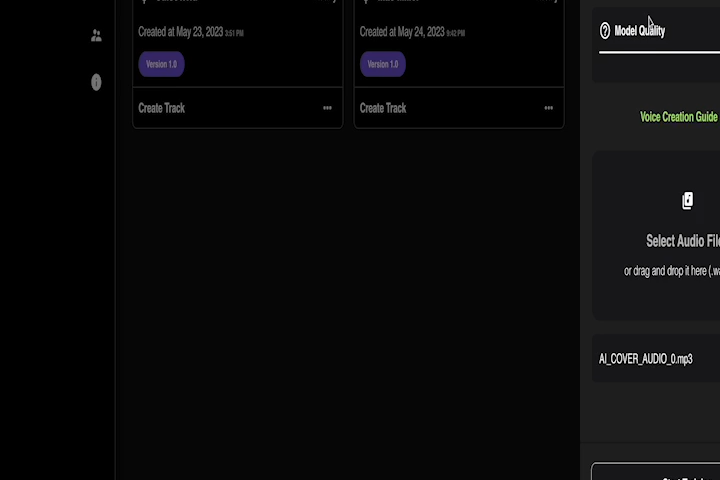 Created at May 23, 2023 3:51 PM
Version 1.0
Create Track
Created at May 24, 2023 9:42 PM
Version 1.0
Create Track
Model Quality
Voice Creation Guide
Select Audio File
or drag and drop it here (.wa
AI_COVER_AUDIO_0.mp3